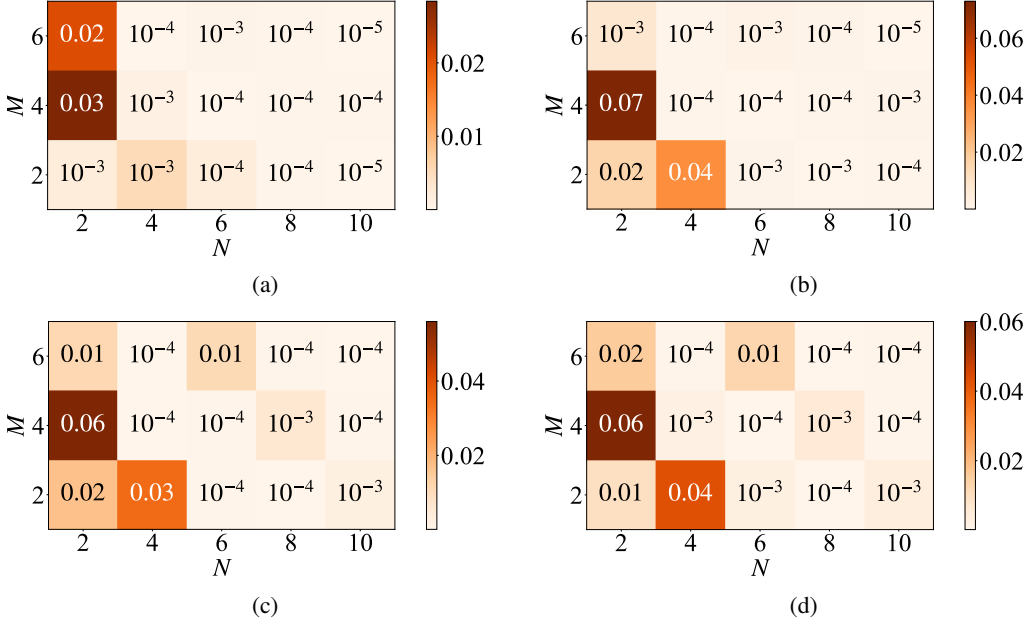 6 0.02 10⁻⁴ 10⁻³ 10⁻⁴ 10⁻⁵ 0.02
M 4 0.03 10⁻³ 10⁻⁴ 10⁻⁴ 10⁻⁴ 0.01
2 10⁻³ 10⁻³ 10⁻⁴ 10⁻⁴ 10⁻⁵
2 4 6 8 10
N
(a)
6 10⁻³ 10⁻⁴ 10⁻³ 10⁻⁴ 10⁻⁵ 0.06
M 4 0.07 10⁻⁴ 10⁻⁴ 10⁻⁴ 10⁻³ 0.04
2 0.02 0.04 10⁻³ 10⁻³ 10⁻⁴ 0.02
2 4 6 8 10
N
(b)
6 0.01 10⁻⁴ 0.01 10⁻⁴ 10⁻⁴ 0.04
M 4 0.06 10⁻⁴ 10⁻⁴ 10⁻³ 10⁻⁴ 0.02
2 0.02 0.03 10⁻⁴ 10⁻⁴ 10⁻³
2 4 6 8 10
N
(c)
6 0.02 10⁻⁴ 0.01 10⁻⁴ 10⁻⁴ 0.06
M 4 0.06 10⁻³ 10⁻⁴ 10⁻³ 10⁻⁴ 0.04
2 0.01 0.04 10⁻³ 10⁻⁴ 10⁻³ 0.02
2 4 6 8 10
N
(d)